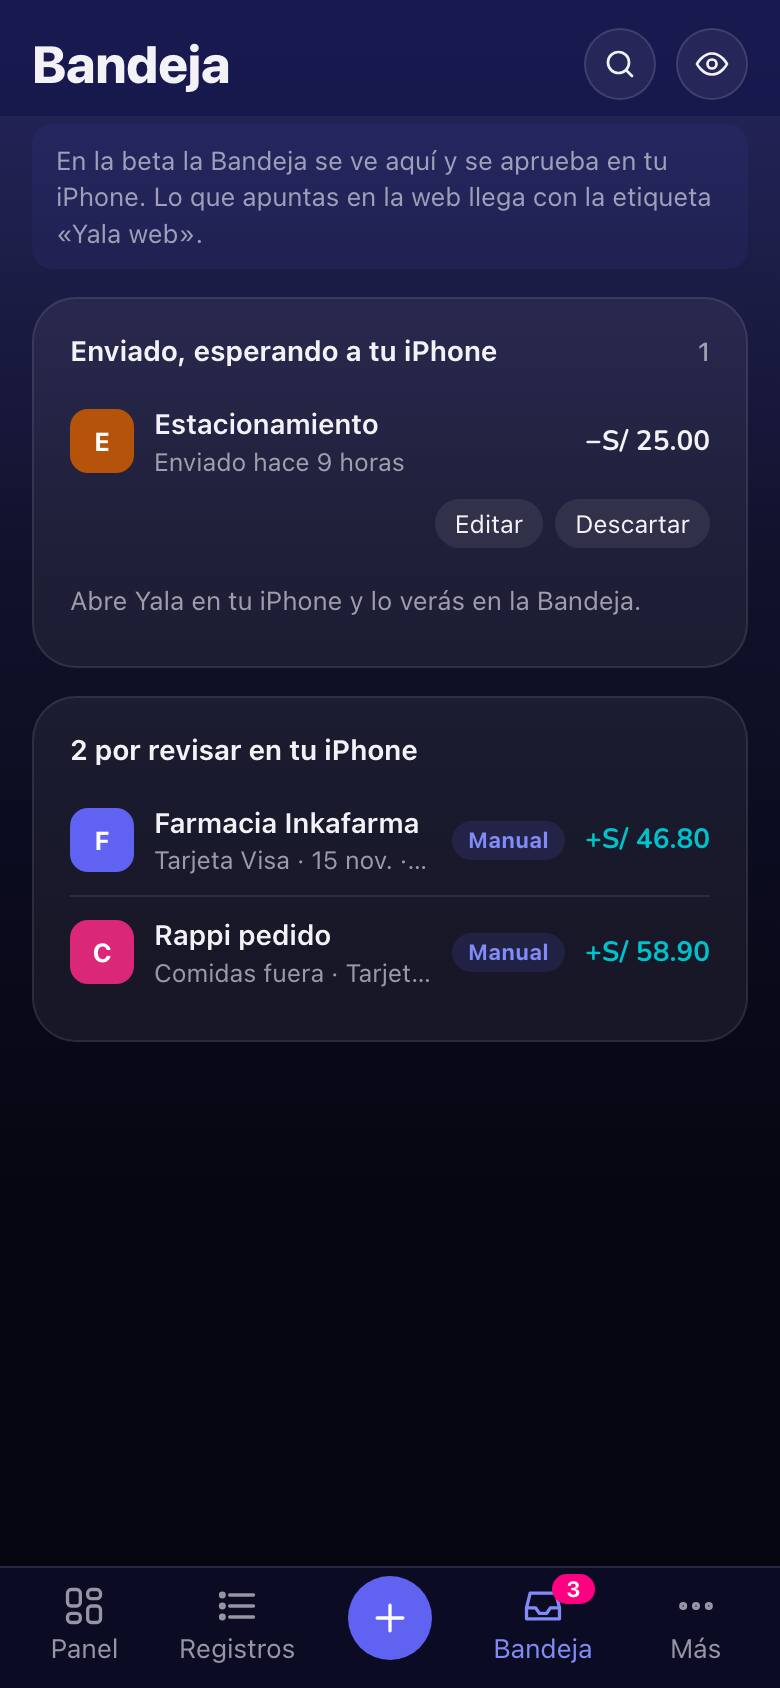 Bandeja
En la beta la Bandeja se ve aquí y se aprueba en tu
iPhone. Lo que apuntas en la web llega con la etiqueta
«Yala web».
Enviado, esperando a tu iPhone 1
E Estacionamiento –S/ 25.00
Enviado hace 9 horas
Editar Descartar
Abre Yala en tu iPhone y lo verás en la Bandeja.
2 por revisar en tu iPhone
F Farmacia Inkafarma Manual +S/ 46.80
Tarjeta Visa · 15 nov. ·...
C Rappi pedido Manual +S/ 58.90
Comidas fuera · Tarjet...
3
Panel Registros Bandeja Más